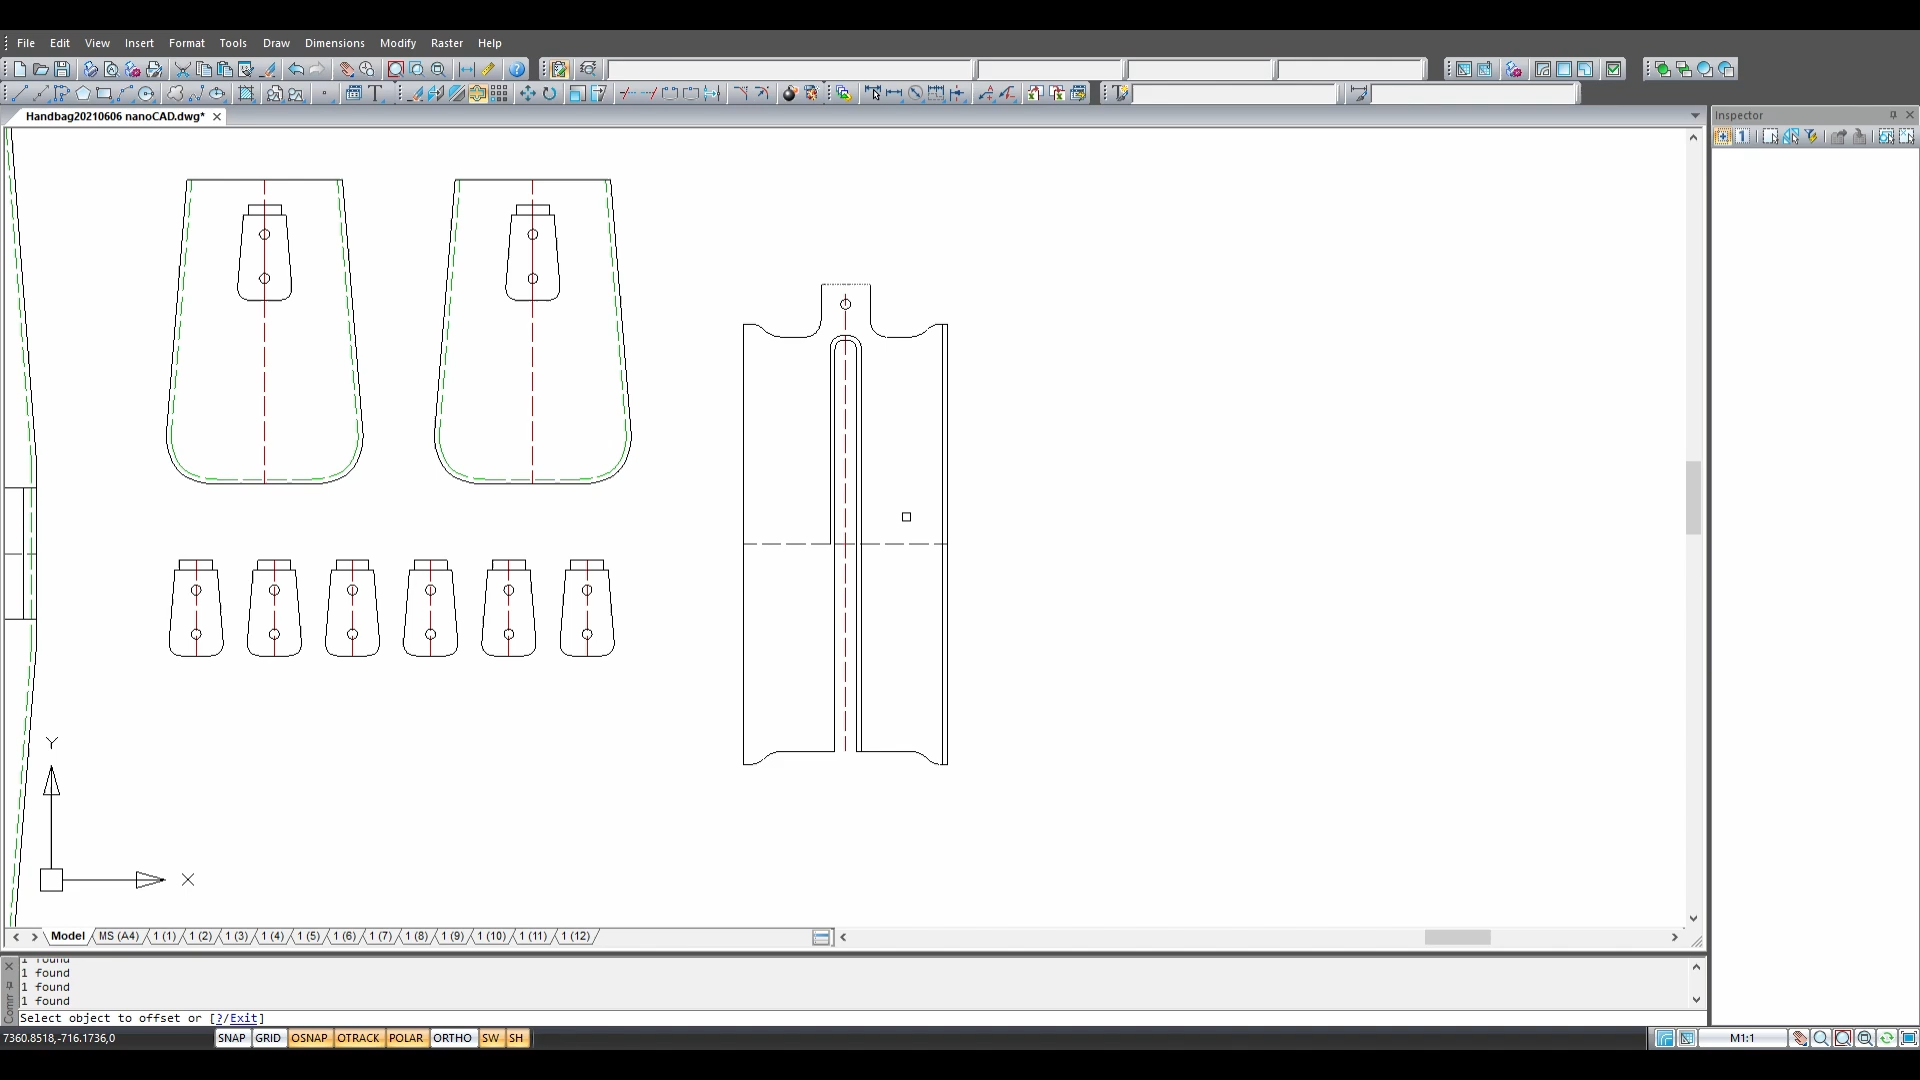 File Edit View Insert Format Tools Draw Dimensions Modify Raster Help
Handbag20210606 nanoCAD.dwg*
Inspector
Y
X
Model MS (A4) 1 (1) 1 (2) 1 (3) 1 (4) 1 (5) 1 (6) 1 (7) 1 (8) 1 (9) 1 (10) 1 (11) 1 (12)
1 found
1 found
1 found
1 found
Select object to offset or [?/Exit]
7360.8518,-716.1736,0 SNAP GRID OSNAP OTRACK POLAR ORTHO SW SH M1:1